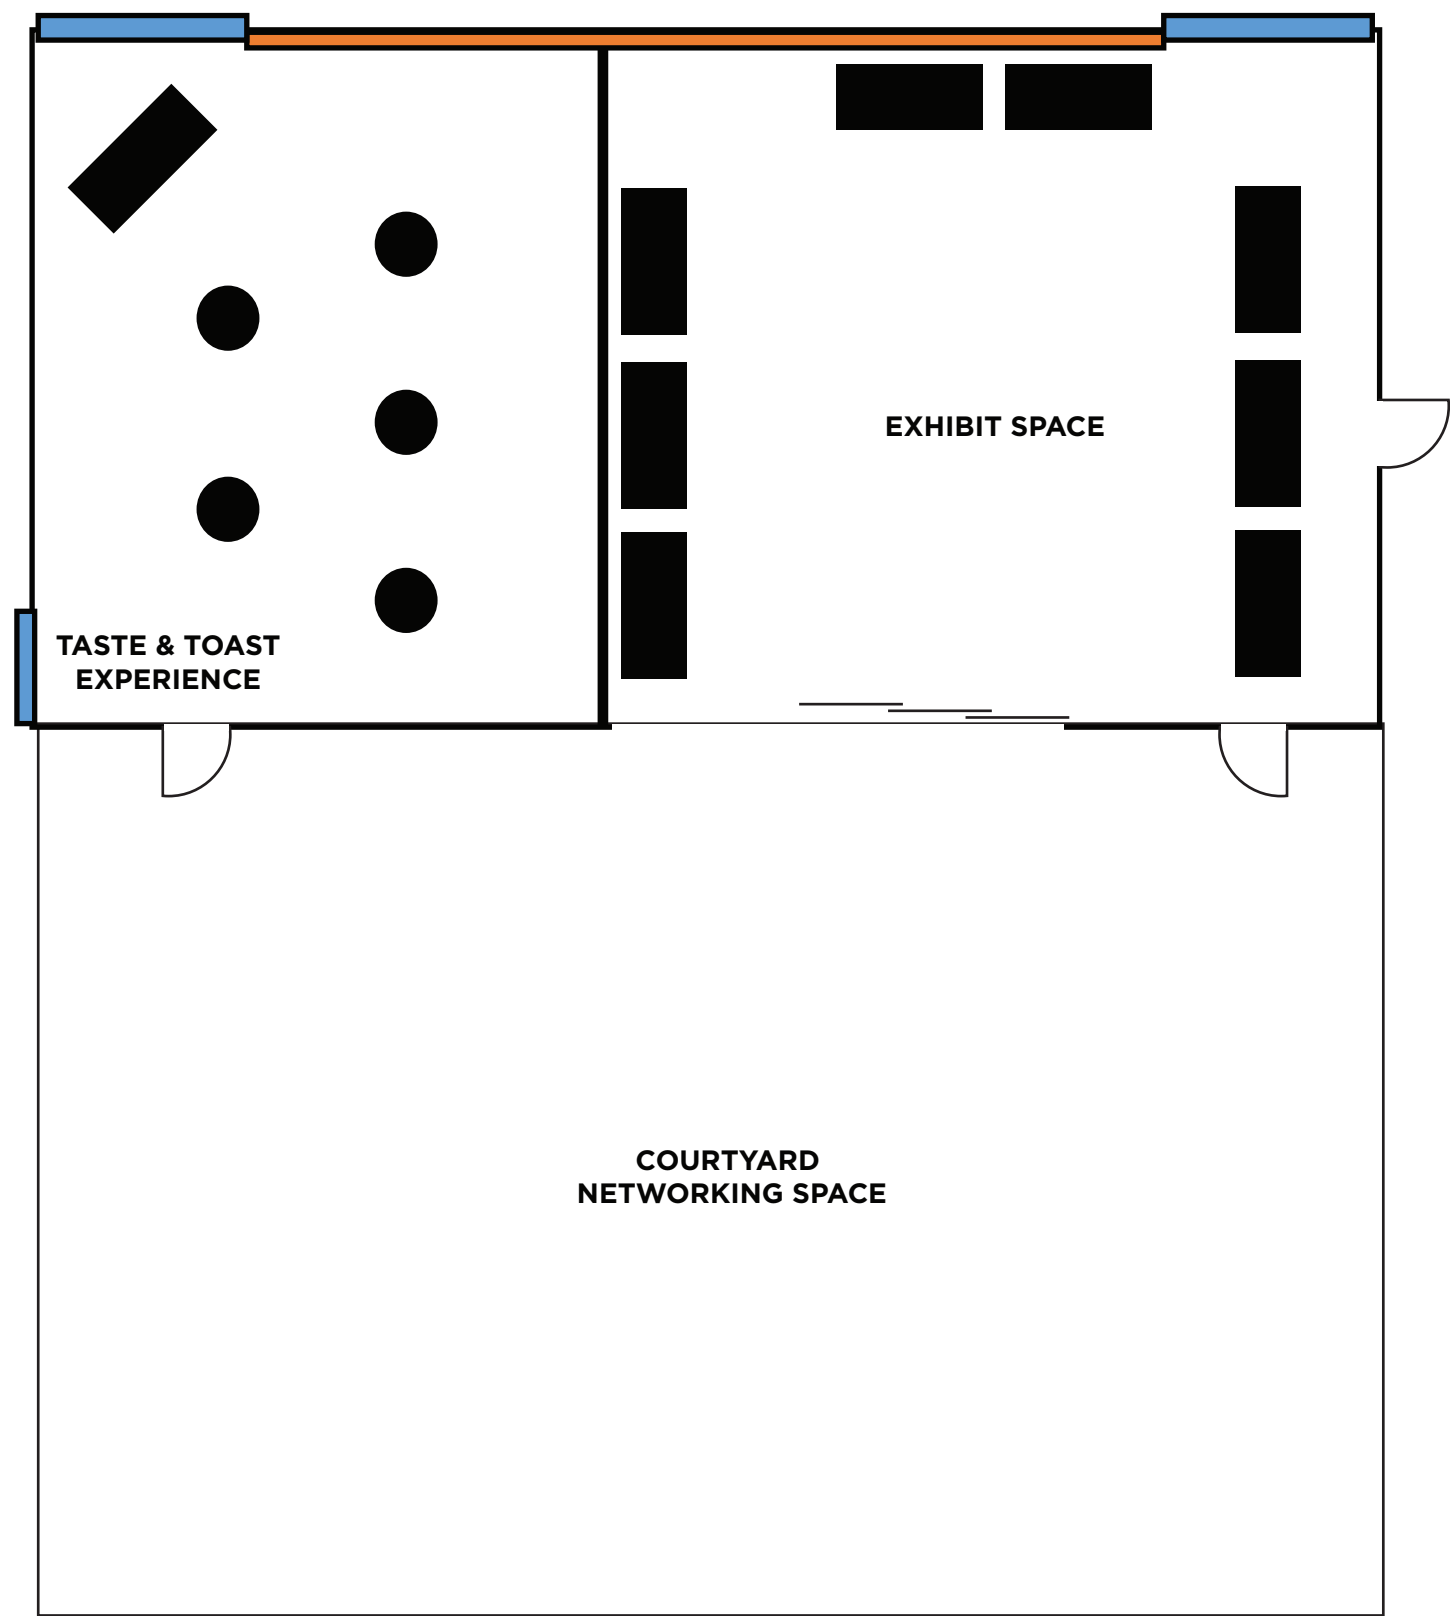 EXHIBIT SPACE
TASTE & TOAST
EXPERIENCE
COURTYARD
NETWORKING SPACE